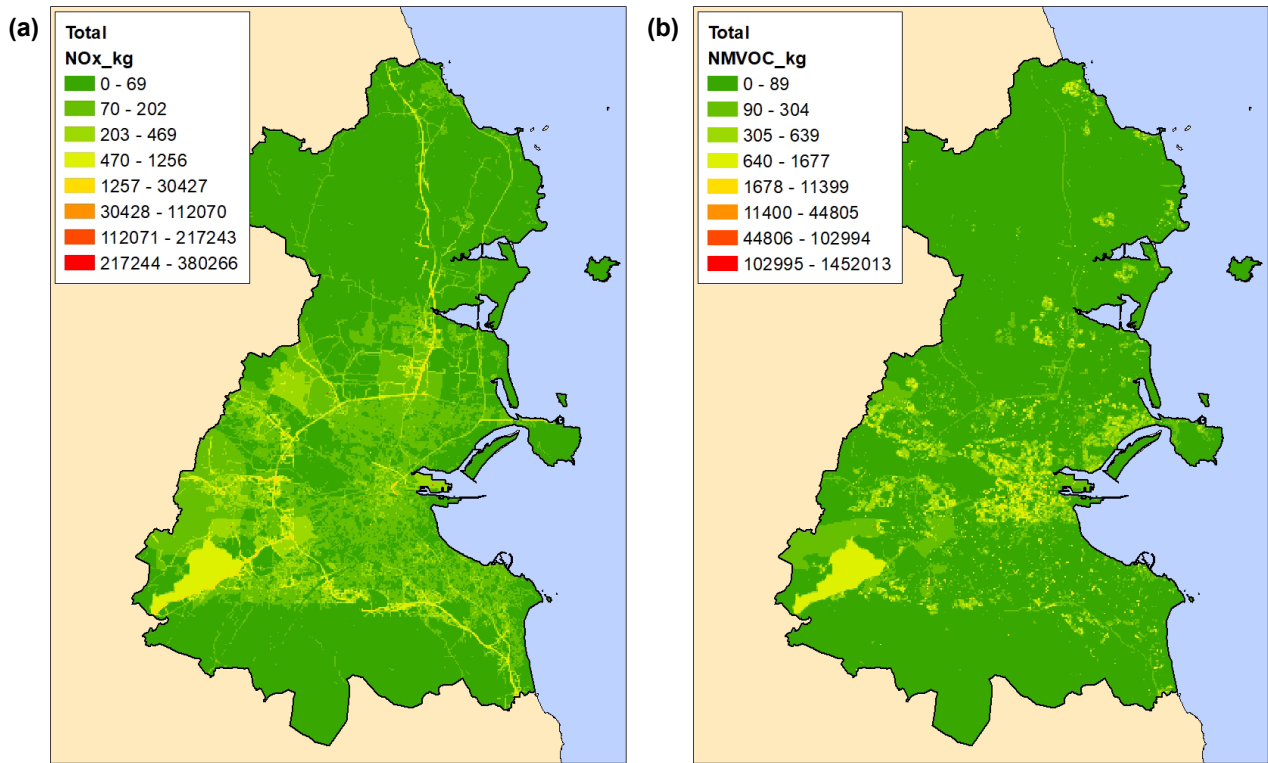 (a)
Total
NOx_kg
0 - 69
70 - 202
203 - 469
470 - 1256
1257 - 30427
30428 - 112070
112071 - 217243
217244 - 380266
(b)
Total
NMVOC_kg
0 - 89
90 - 304
305 - 639
640 - 1677
1678 - 11399
11400 - 44805
44806 - 102994
102995 - 1452013